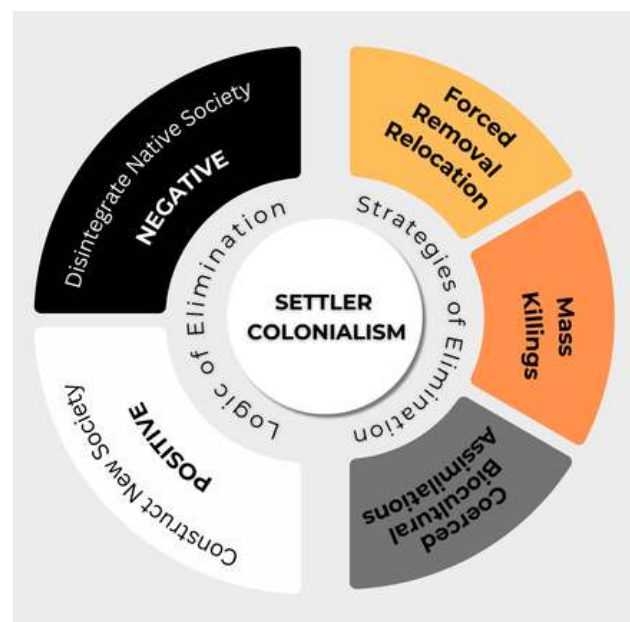 SETTLER
COLONIALISM
Logic of Elimination
Disintegrate Native Society
NEGATIVE
POSITIVE
Construct New Society
Strategies of Elimination
Forced
Removal
Relocation
Mass
Killings
Coerced
Biocultural
Assimilations